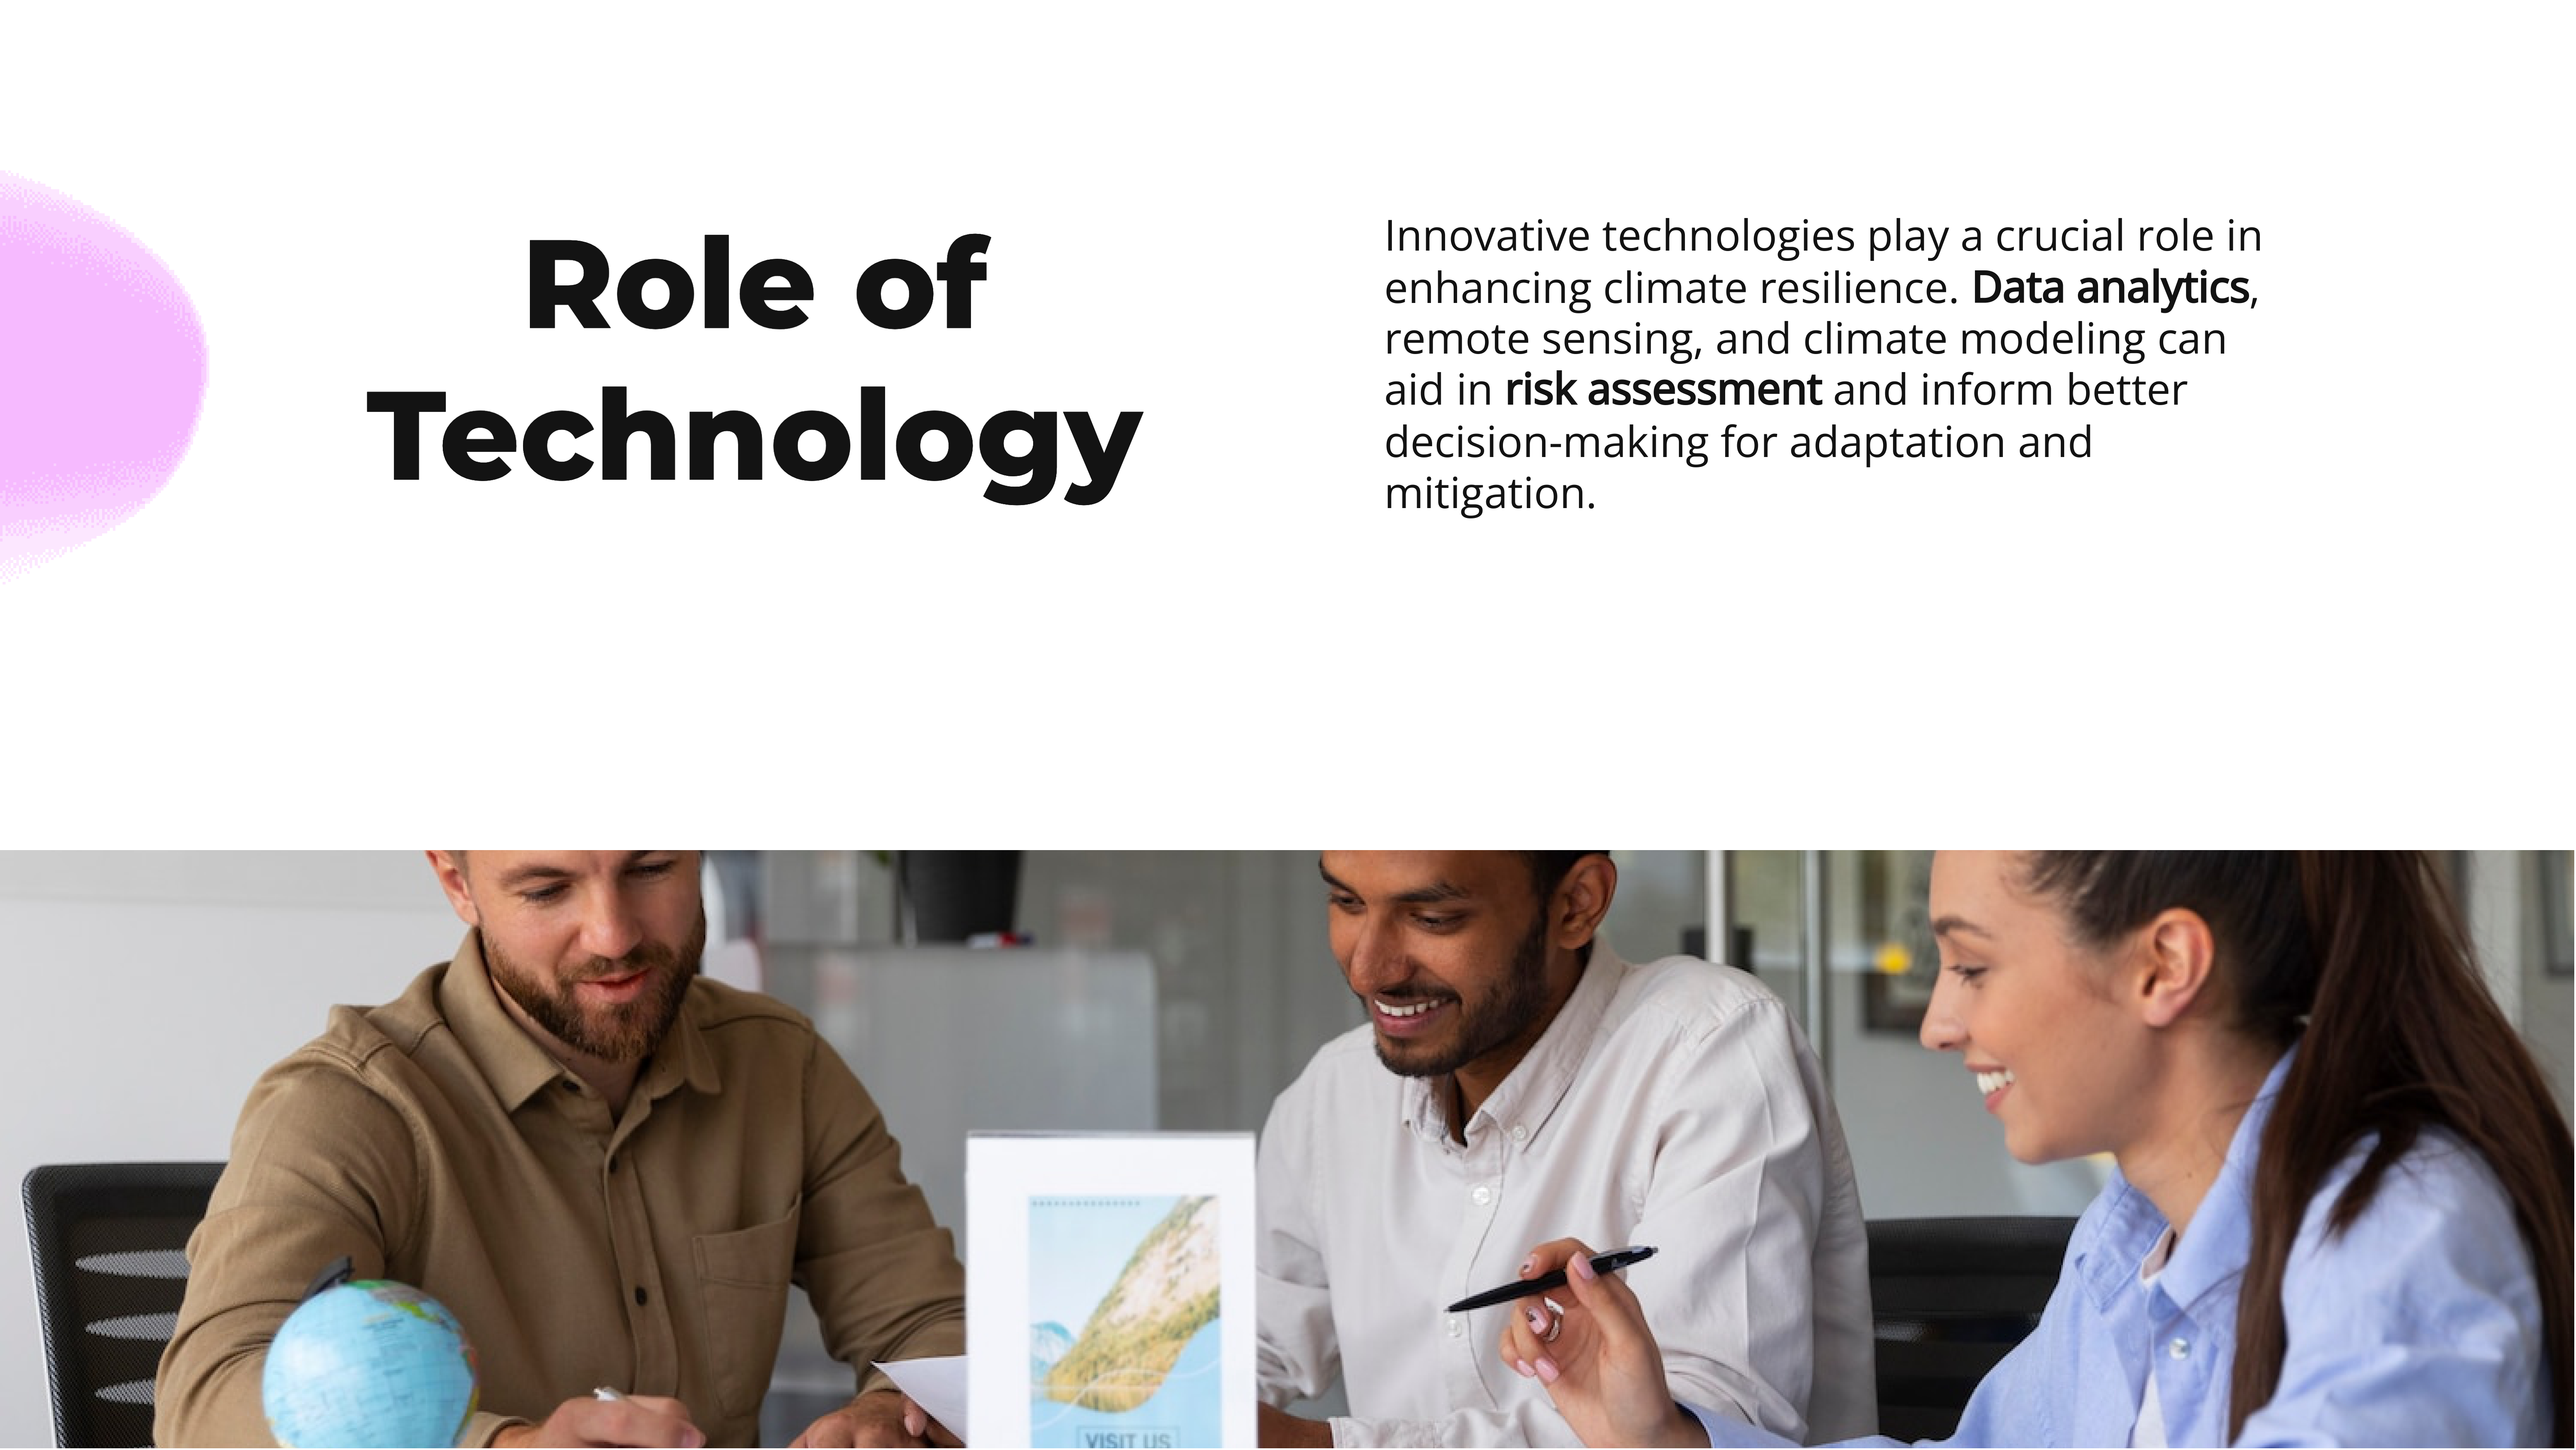 Role of
Technology
Innovative technologies play a crucial role in
enhancing climate resilience. Data analytics,
remote sensing, and climate modeling can
aid in risk assessment and inform better
decision-making for adaptation and
mitigation.
VISIT US